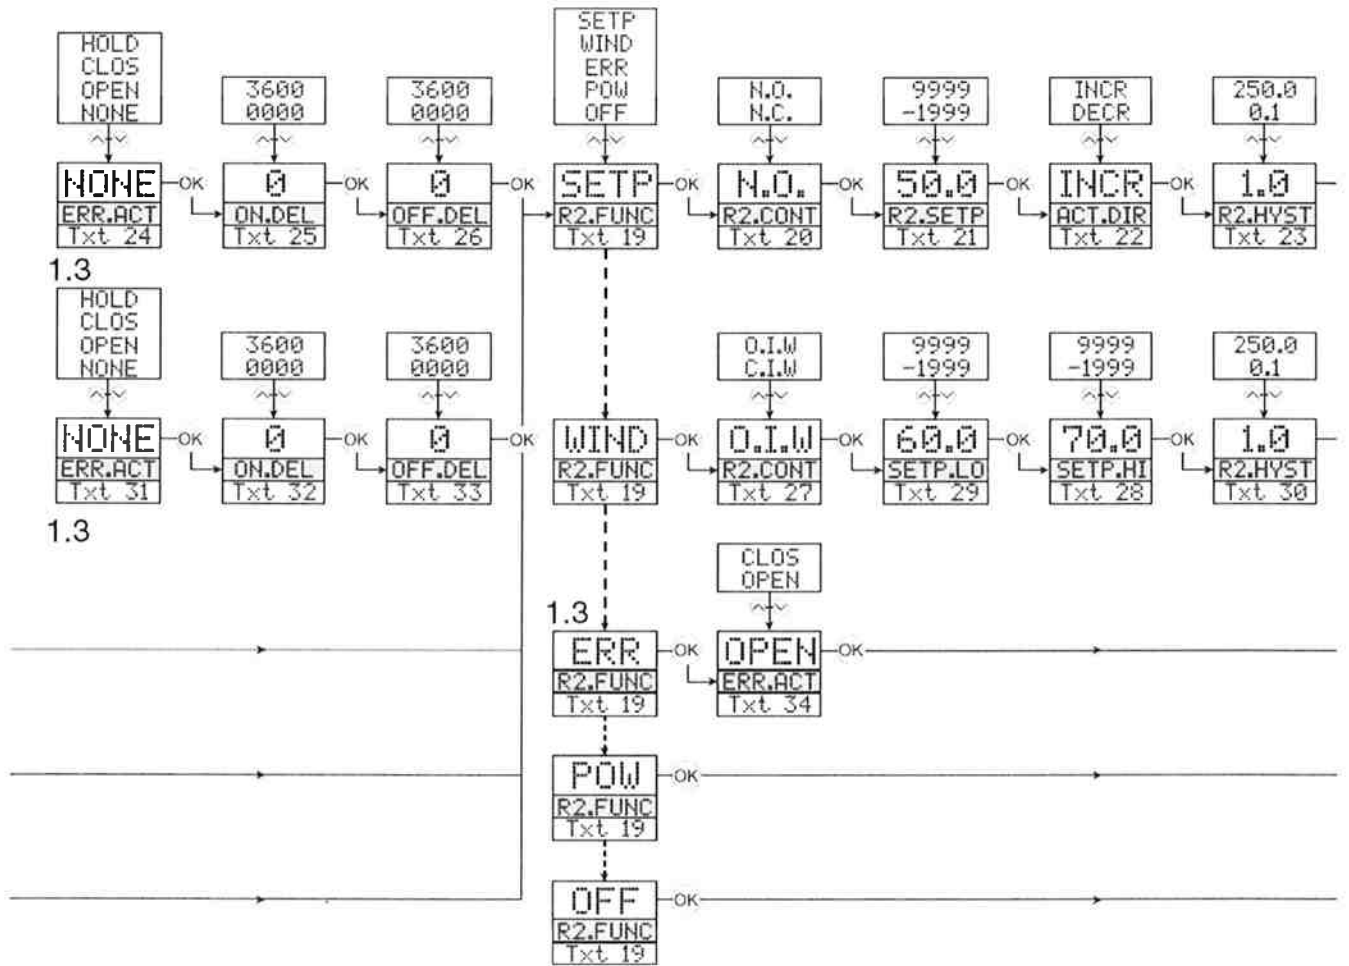 HOLD
CLOS
OPEN
NONE
NONE
ERR.ACT
Txt 24
OK
3600
0000
0
ON.DEL
Txt 25
OK
3600
0000
0
OFF.DEL
Txt 26
OK
SETP
WIND
ERR
POW
OFF
SETP
R2.FUNC
Txt 19
OK
N.O.
N.C.
N.O.
R2.CONT
Txt 20
OK
9999
-1999
50.0
R2.SETP
Txt 21
OK
INCR
DECR
INCR
ACT.DIR
Txt 22
OK
250.0
0.1
1.0
R2.HYST
Txt 23
1.3
HOLD
CLOS
OPEN
NONE
NONE
ERR.ACT
Txt 31
OK
3600
0000
0
ON.DEL
Txt 32
OK
3600
0000
0
OFF.DEL
Txt 33
OK
WIND
R2.FUNC
Txt 19
OK
O.I.W
C.I.W
O.I.W
R2.CONT
Txt 27
OK
9999
-1999
60.0
SETP.LO
Txt 29
OK
9999
-1999
70.0
SETP.HI
Txt 28
OK
250.0
0.1
1.0
R2.HYST
Txt 30
1.3
1.3
ERR
R2.FUNC
Txt 19
OK
CLOS
OPEN
OPEN
ERR.ACT
Txt 34
OK
POW
R2.FUNC
Txt 19
OK
OFF
R2.FUNC
Txt 19
OK